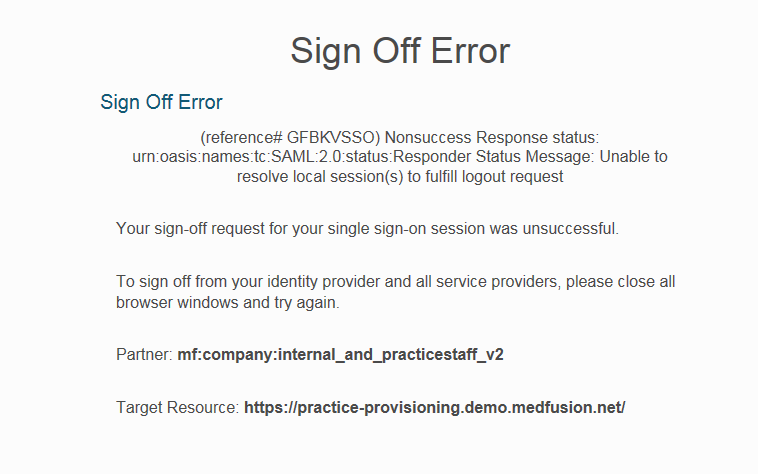 Sign Off Error
Sign Off Error
(reference# GFBKVSSO) Nonsuccess Response status:
urn:oasis:names:tc:SAML:2.0:status:Responder Status Message: Unable to
resolve local session(s) to fulfill logout request
Your sign-off request for your single sign-on session was unsuccessful.
To sign off from your identity provider and all service providers, please close all
browser windows and try again.
Partner: mf:company:internal_and_practicestaff_v2
Target Resource: https://practice-provisioning.demo.medfusion.net/